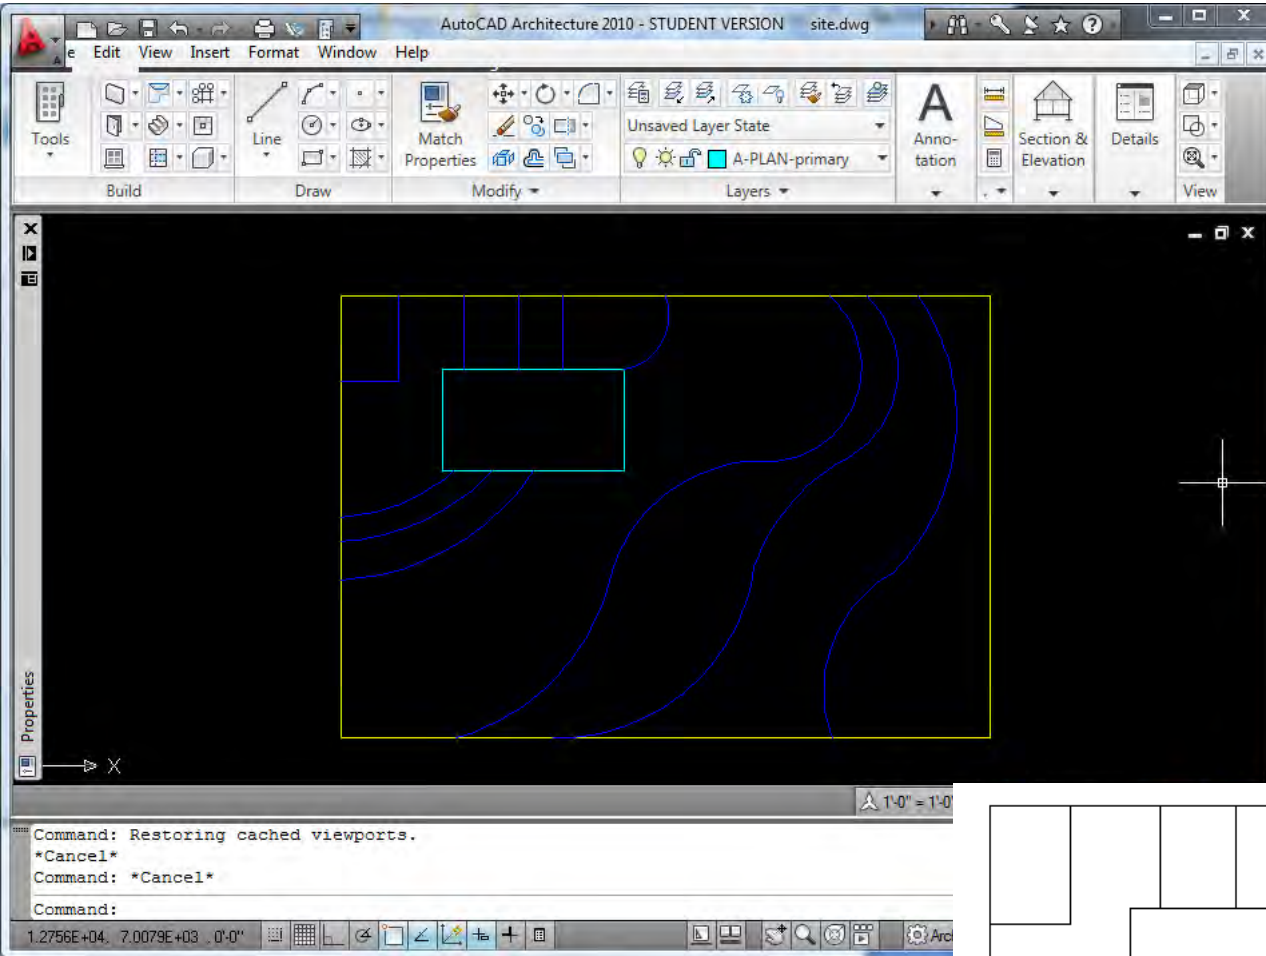 AutoCAD Architecture 2010 - STUDENT VERSION site.dwg
e Edit View Insert Format Window Help
Tools
Line
Match
Properties
Unsaved Layer State
A-PLAN-primary
A
Anno-
tation
Section &
Elevation
Details
Build Draw Modify Layers View
Properties
X
1'-0" = 1'-0"
Command: Restoring cached viewports.
*Cancel*
Command: *Cancel*
Command:
1.2756E+04, 7.0079E+03 , 0'-0"
Arc